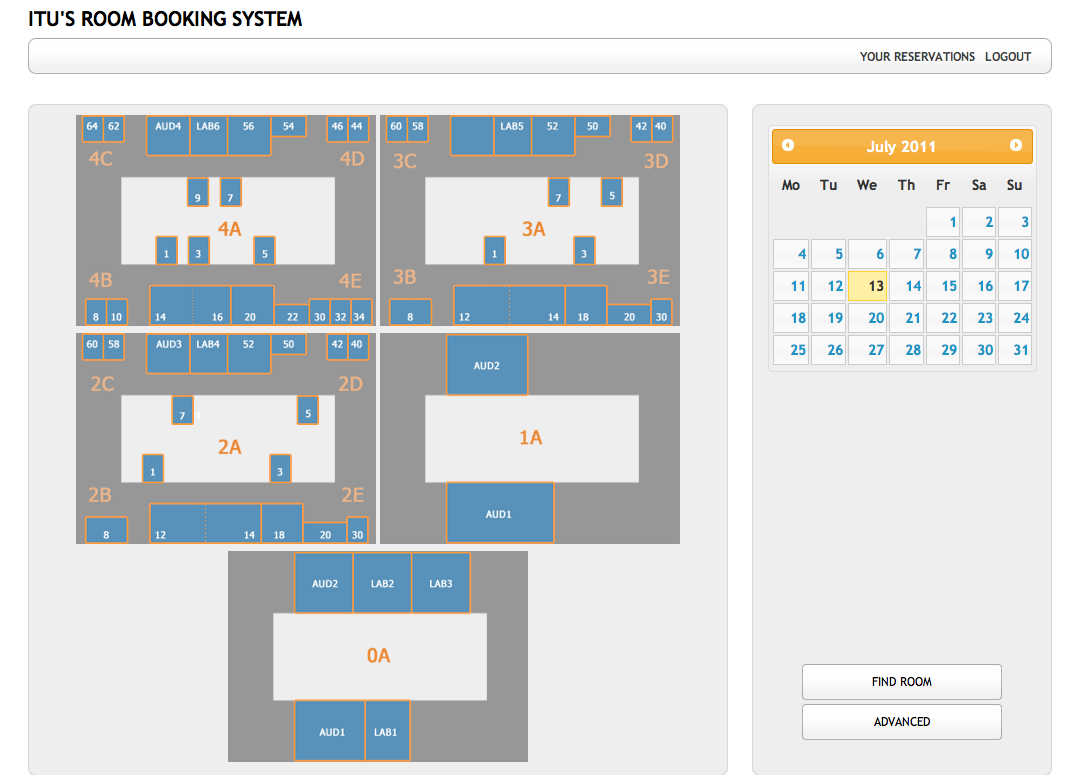 ITU'S ROOM BOOKING SYSTEM
YOUR RESERVATIONS LOGOUT
64 62 AUD4 LAB6 56 54 46 44
4C 4D
9 7
4A
1 3 5
4B 4E
8 10 14 16 20 22 30 32 34
60 58 LAB5 52 50 42 40
3C 3D
7 5
3A
1 3
3B 3E
8 12 14 18 20 30
60 58 AUD3 LAB4 52 50 42 40
2C 2D
7 9 5
2A
1 3
2B 2E
8 12 14 18 20 30
AUD2
1A
AUD1
AUD2 LAB2 LAB3
0A
AUD1 LAB1
July 2011
Mo Tu We Th Fr Sa Su
1 2 3
4 5 6 7 8 9 10
11 12 13 14 15 16 17
18 19 20 21 22 23 24
25 26 27 28 29 30 31
FIND ROOM
ADVANCED